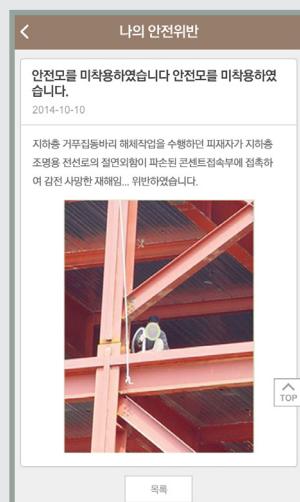 나의 안전위반
안전모를 미착용하였습니다 안전모를 미착용하였
습니다.
2014-10-10
지하층 거푸집동바리 해체작업을 수행하던 피재자가 지하층
조명용 전선로의 절연외함이 파손된 콘센트접속부에 접촉하
여 감전 사망한 재해임... 위반하였습니다.
TOP
목록